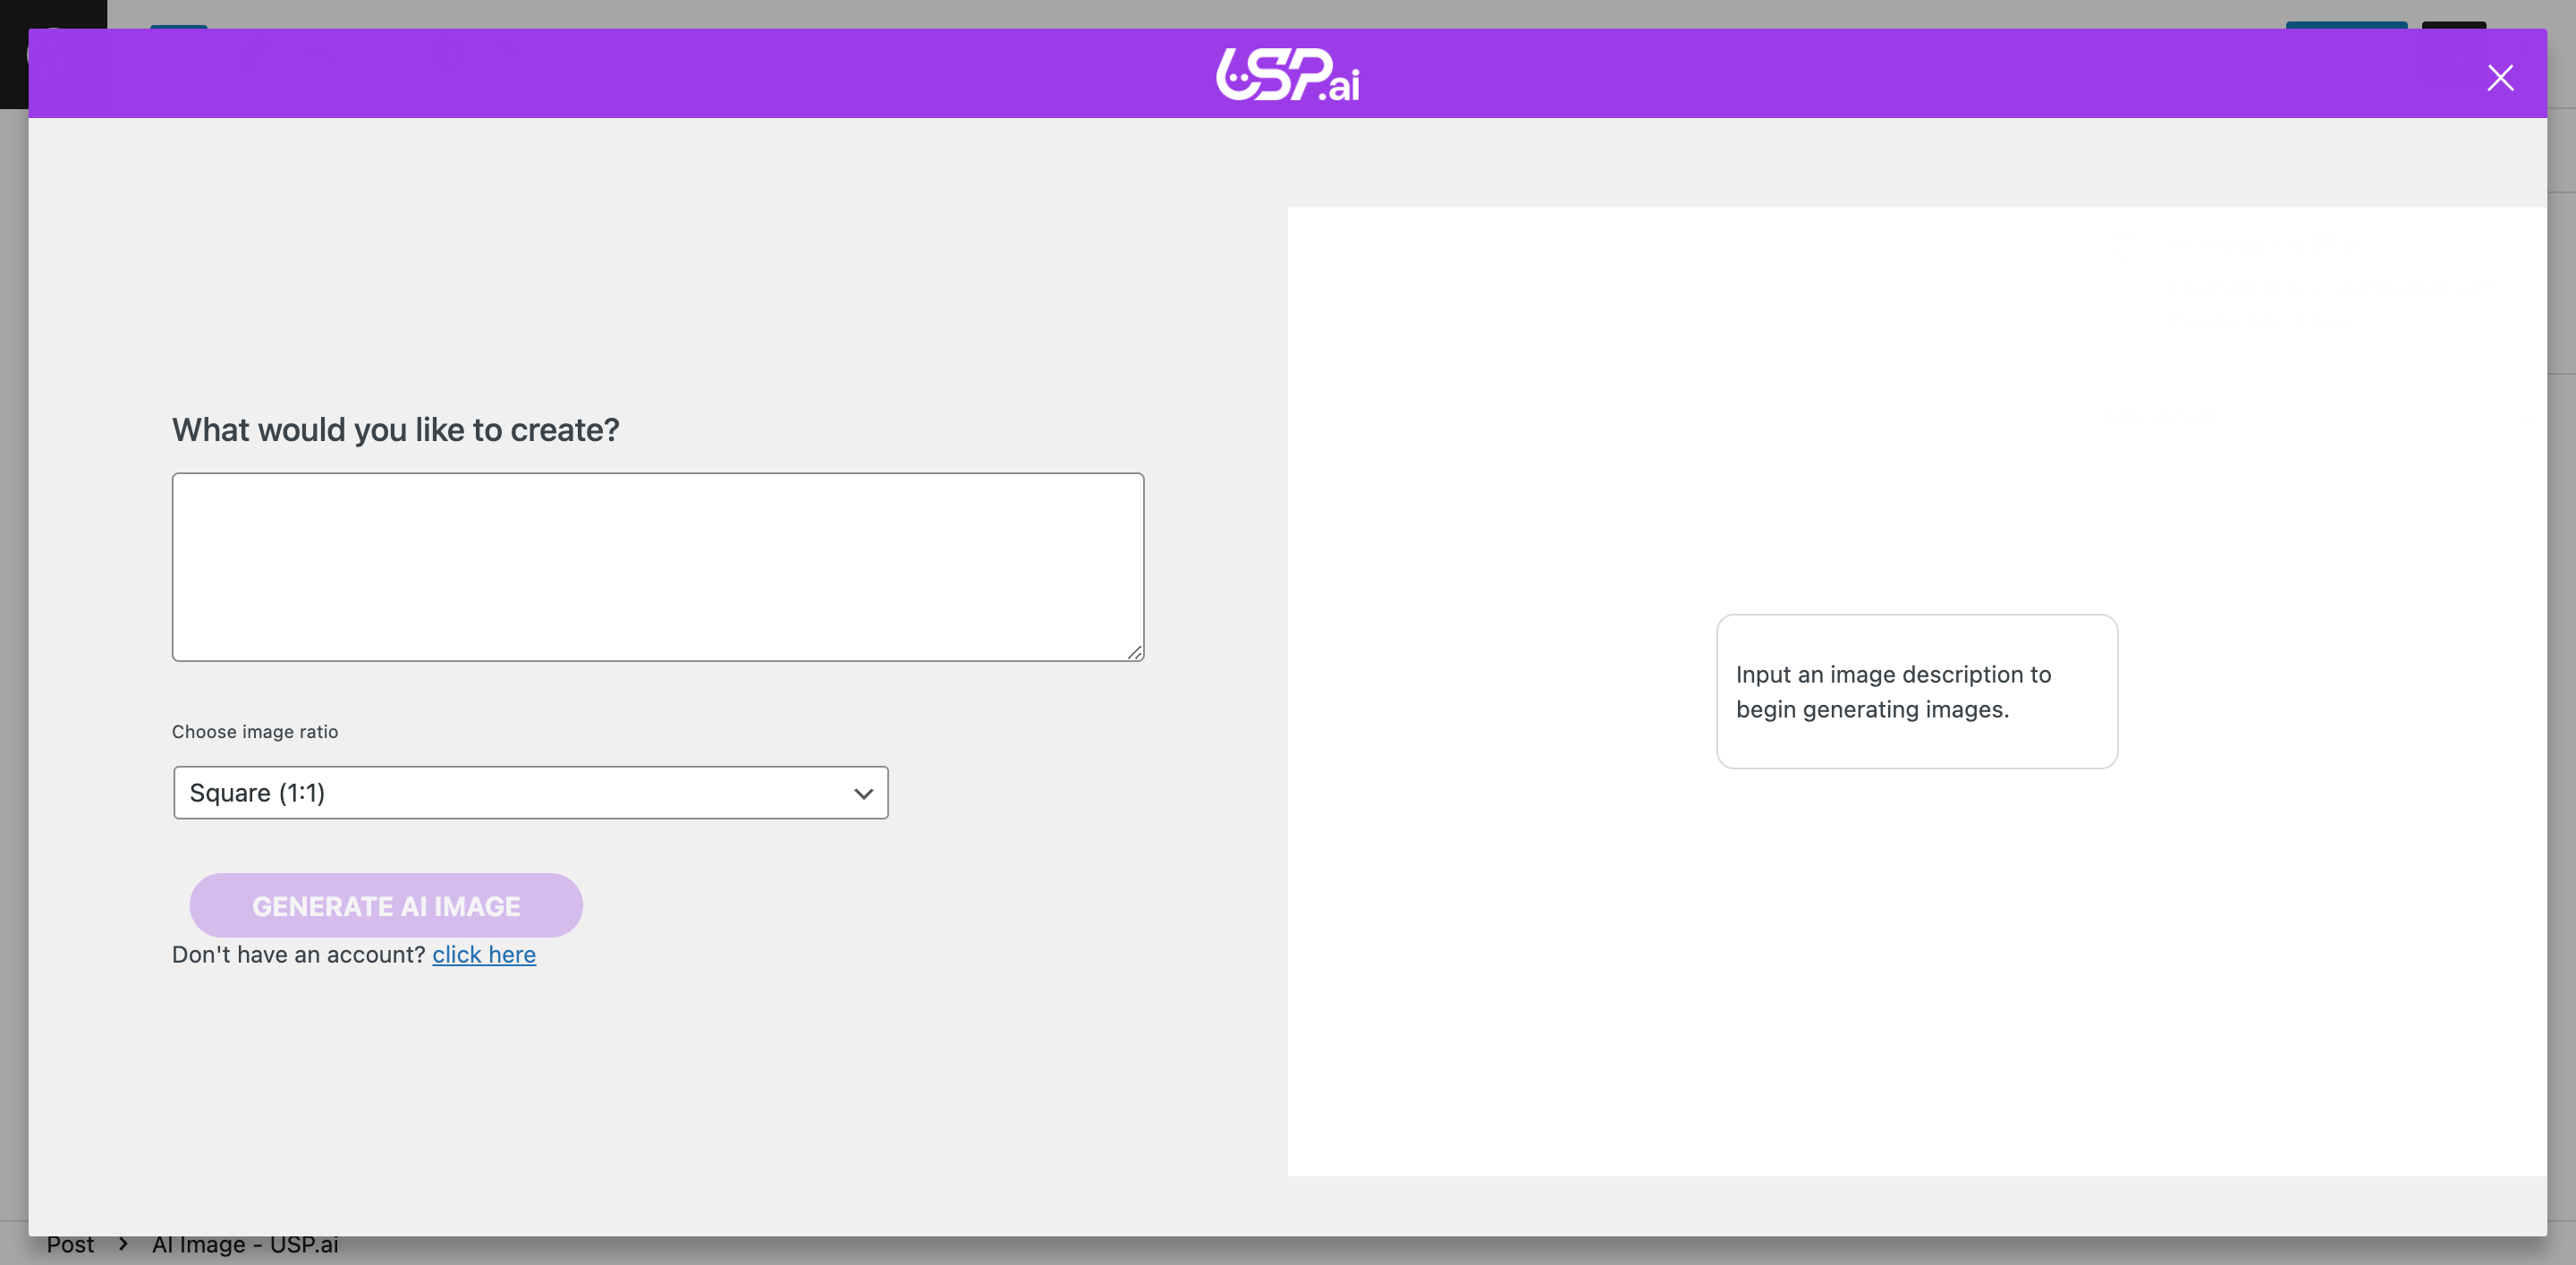 USP.ai
What would you like to create?
Choose image ratio
Square (1:1)
GENERATE AI IMAGE
Don't have an account? click here
Input an image description to
begin generating images.
Post > AI Image - USP.ai